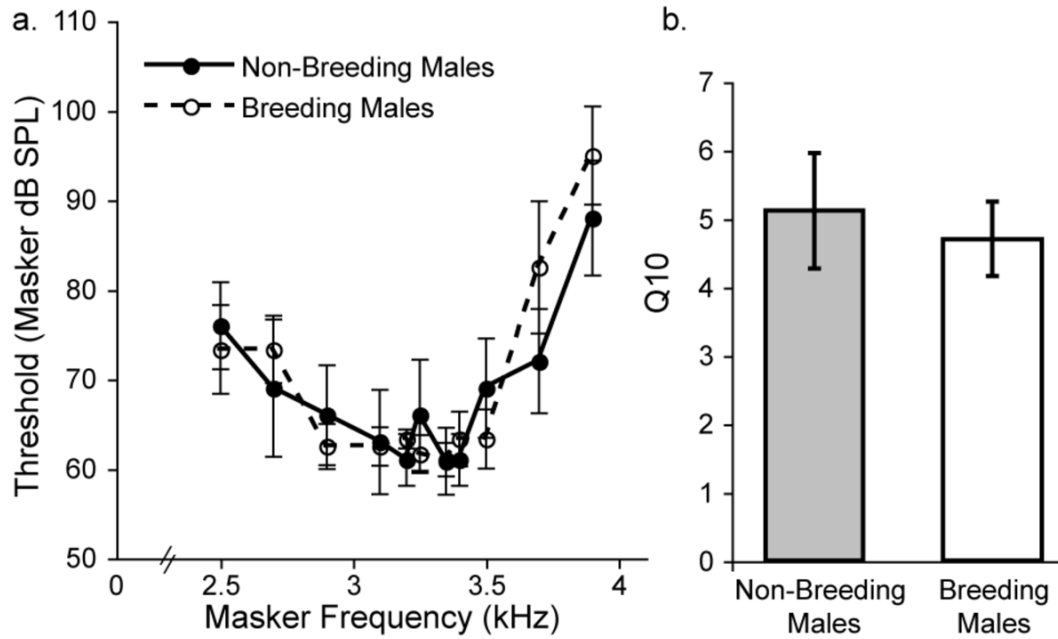 a.
Threshold (Masker dB SPL)
110
100
90
80
70
60
50
Non-Breeding Males
Breeding Males
0
2.5
3
3.5
4
Masker Frequency (kHz)
b.
Q10
7
6
5
4
3
2
1
0
Non-Breeding
Males
Breeding
Males